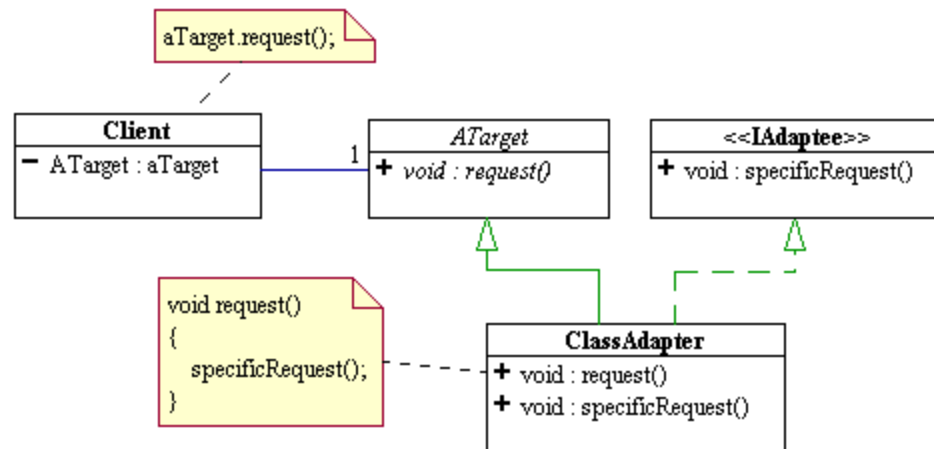 aTarget.request();
Client
− ATarget : aTarget
1
ATarget
+ void : request()
<<IAdaptee>>
+ void : specificRequest()
void request()
{
specificRequest();
}
ClassAdapter
+ void : request()
+ void : specificRequest()